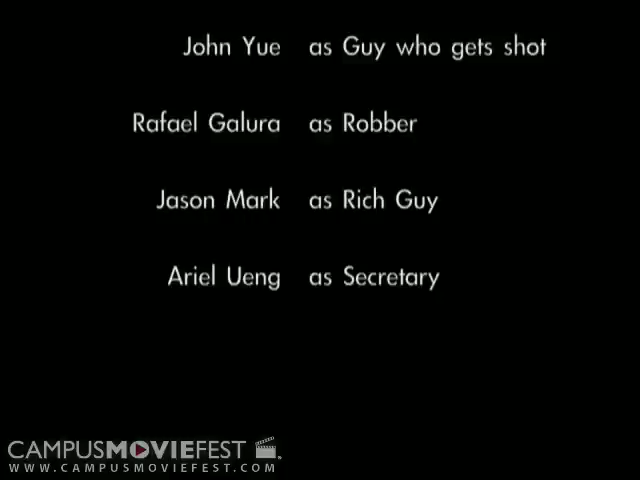 John Yue as Guy who gets shot
Rafael Galura as Robber
Jason Mark as Rich Guy
Ariel Ueng as Secretary
CAMPUSMOVIEFEST
WWW.CAMPUSMOVIEFEST.COM